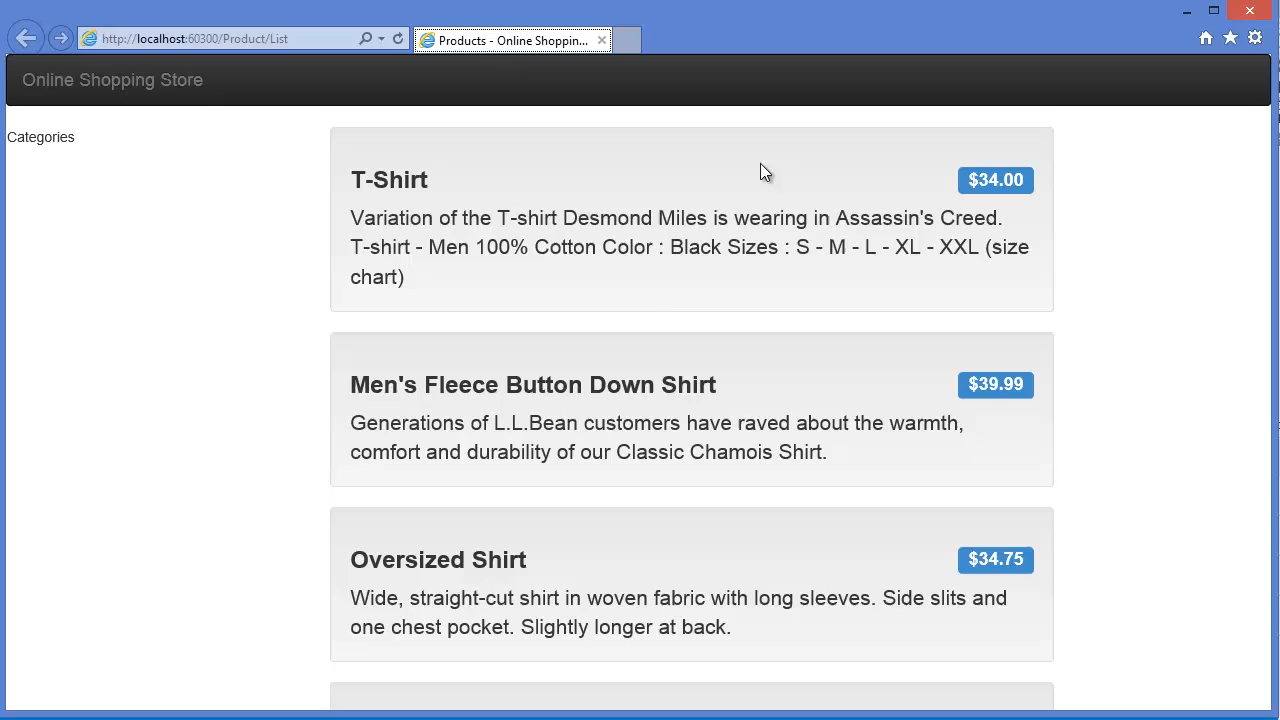 http://localhost:60300/Product/List
Products - Online Shoppin...
Online Shopping Store
Categories
T-Shirt
$34.00
Variation of the T-shirt Desmond Miles is wearing in Assassin's Creed.
T-shirt - Men 100% Cotton Color : Black Sizes : S - M - L - XL - XXL (size
chart)
Men's Fleece Button Down Shirt
$39.99
Generations of L.L.Bean customers have raved about the warmth,
comfort and durability of our Classic Chamois Shirt.
Oversized Shirt
$34.75
Wide, straight-cut shirt in woven fabric with long sleeves. Side slits and
one chest pocket. Slightly longer at back.